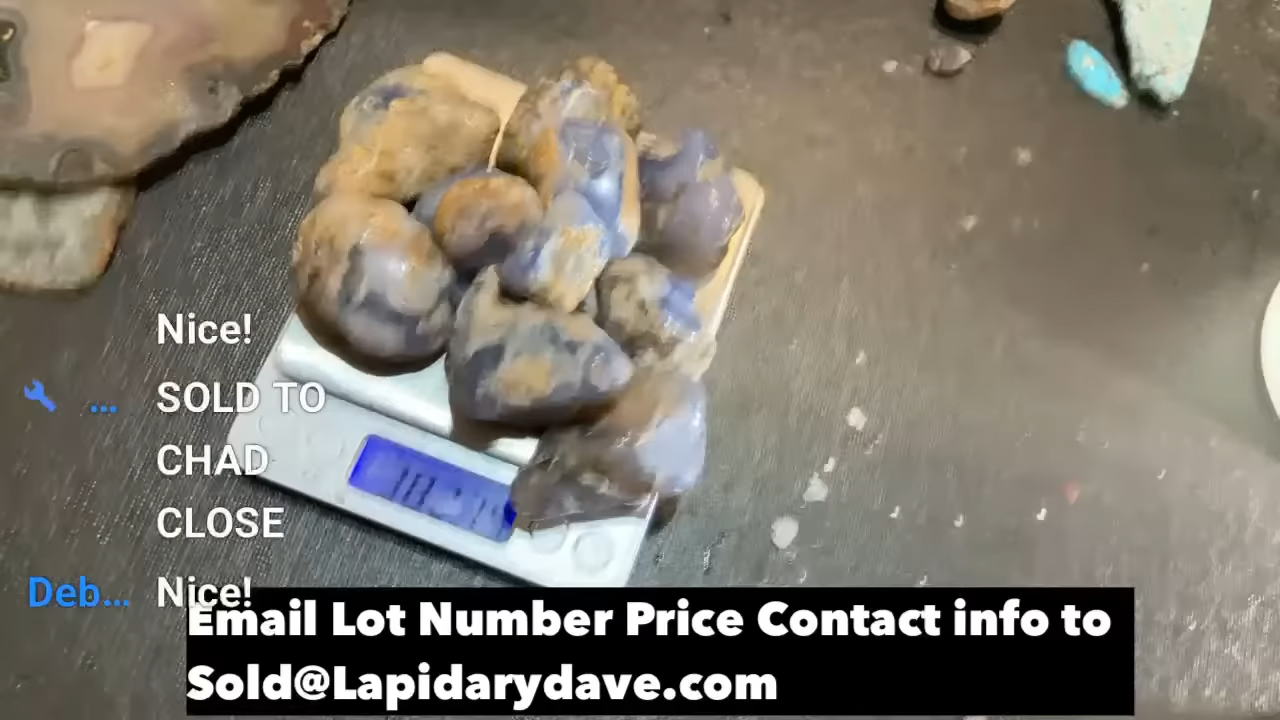 Nice!
... SOLD TO
CHAD
CLOSE
Deb... Nice!
Email Lot Number Price Contact info to
Sold@Lapidarydave.com